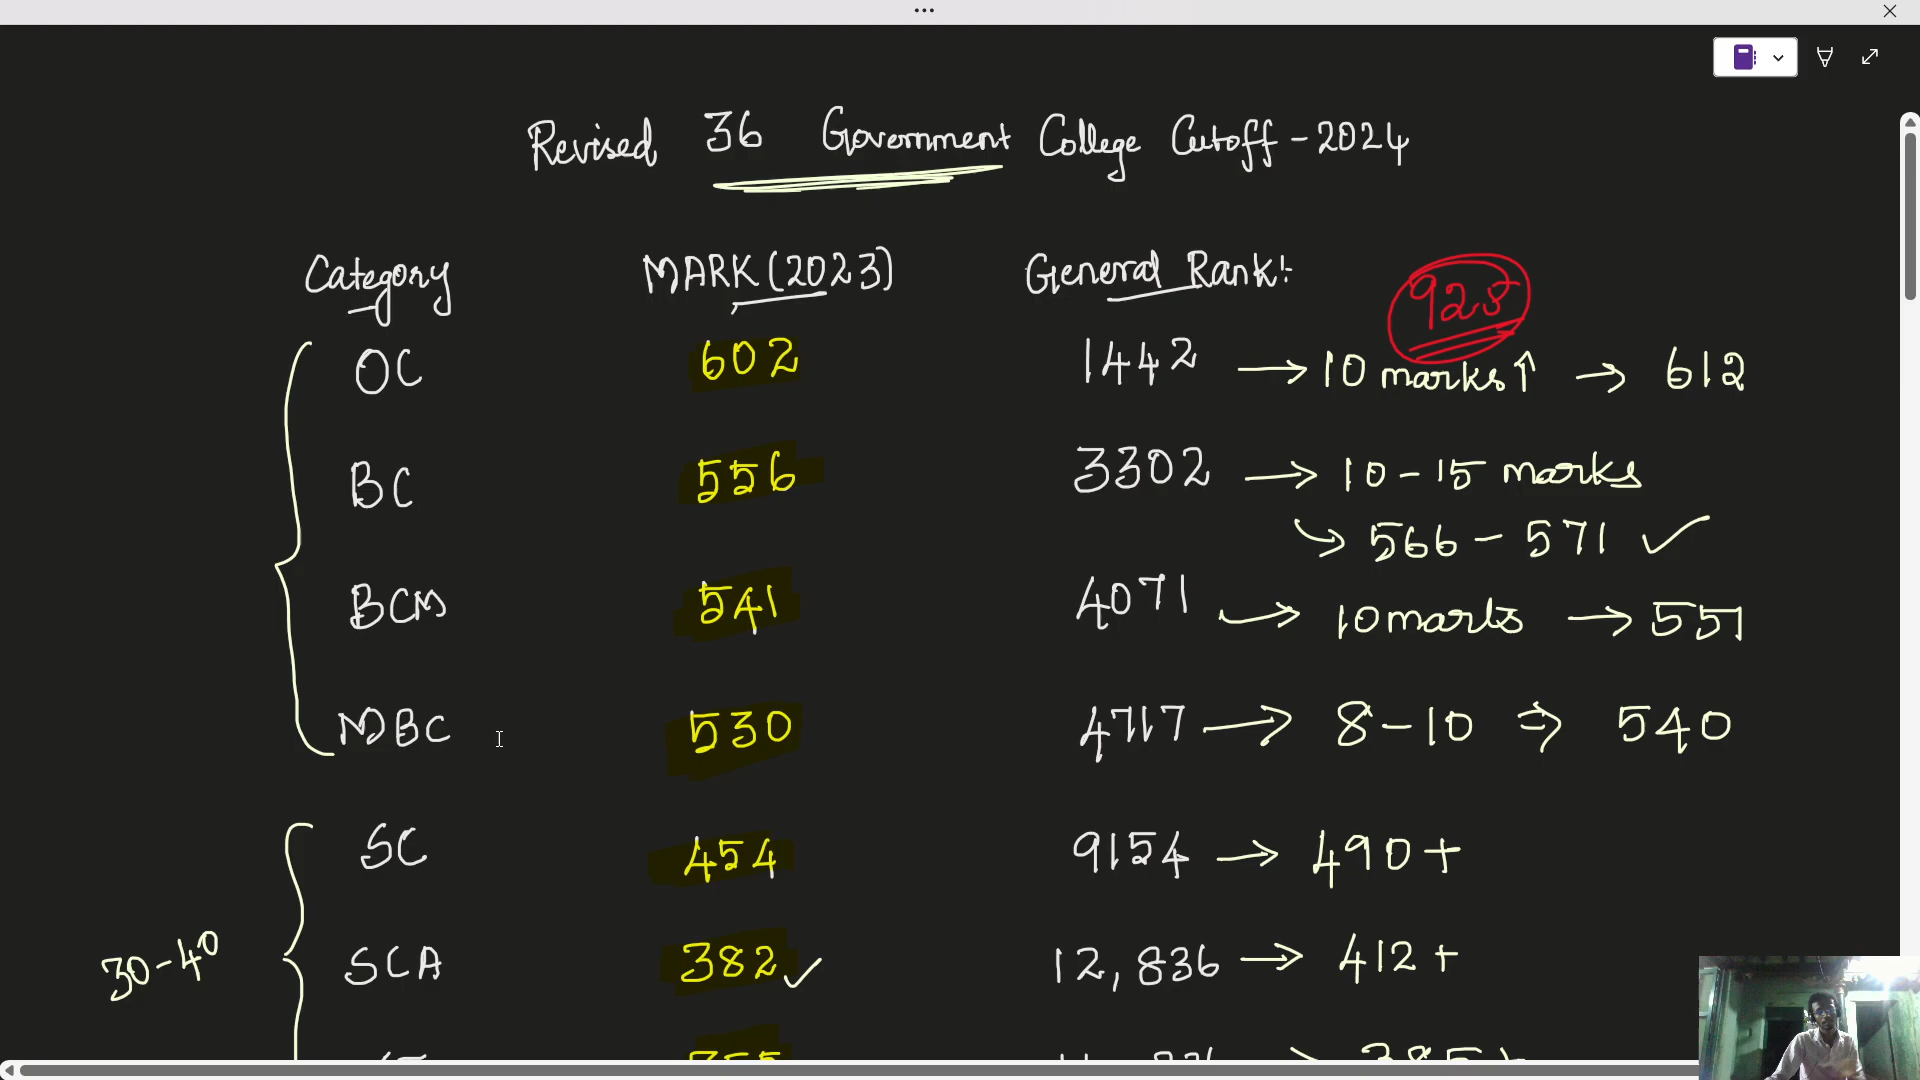 Revised 36 Government College Cutoff - 2024
Category MARK (2023) General Rank:-
928
OC 602 1442 → 10 marks ↑ → 612
BC 556 3302 → 10 - 15 marks
↳ 566 - 571 ✓
BCM 541 4071 → 10 marks → 551
MBC 530 4717 → 8 - 10 ⇒ 540
SC 454 9154 → 490 +
30 - 40
SCA 382 ✓ 12,836 → 412 +